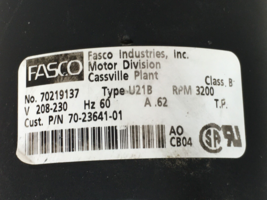 FASCO
Fasco Industries, Inc.
Motor Division
Cassville Plant
Class. B
No. 70219137 Type U21B RPM 3200
V 208-230 Hz 60 A .62 T.P.
Cust. P/N 70-23641-01
AO
CB04
SA